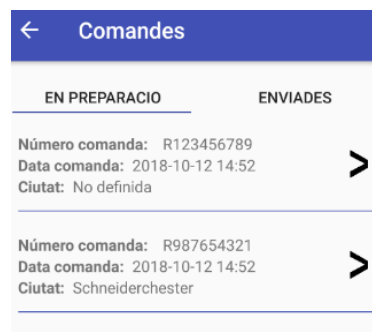 Comandes
EN PREPARACIO ENVIADES
Número comanda: R123456789
Data comanda: 2018-10-12 14:52
Ciutat: No definida
Número comanda: R987654321
Data comanda: 2018-10-12 14:52
Ciutat: Schneiderchester